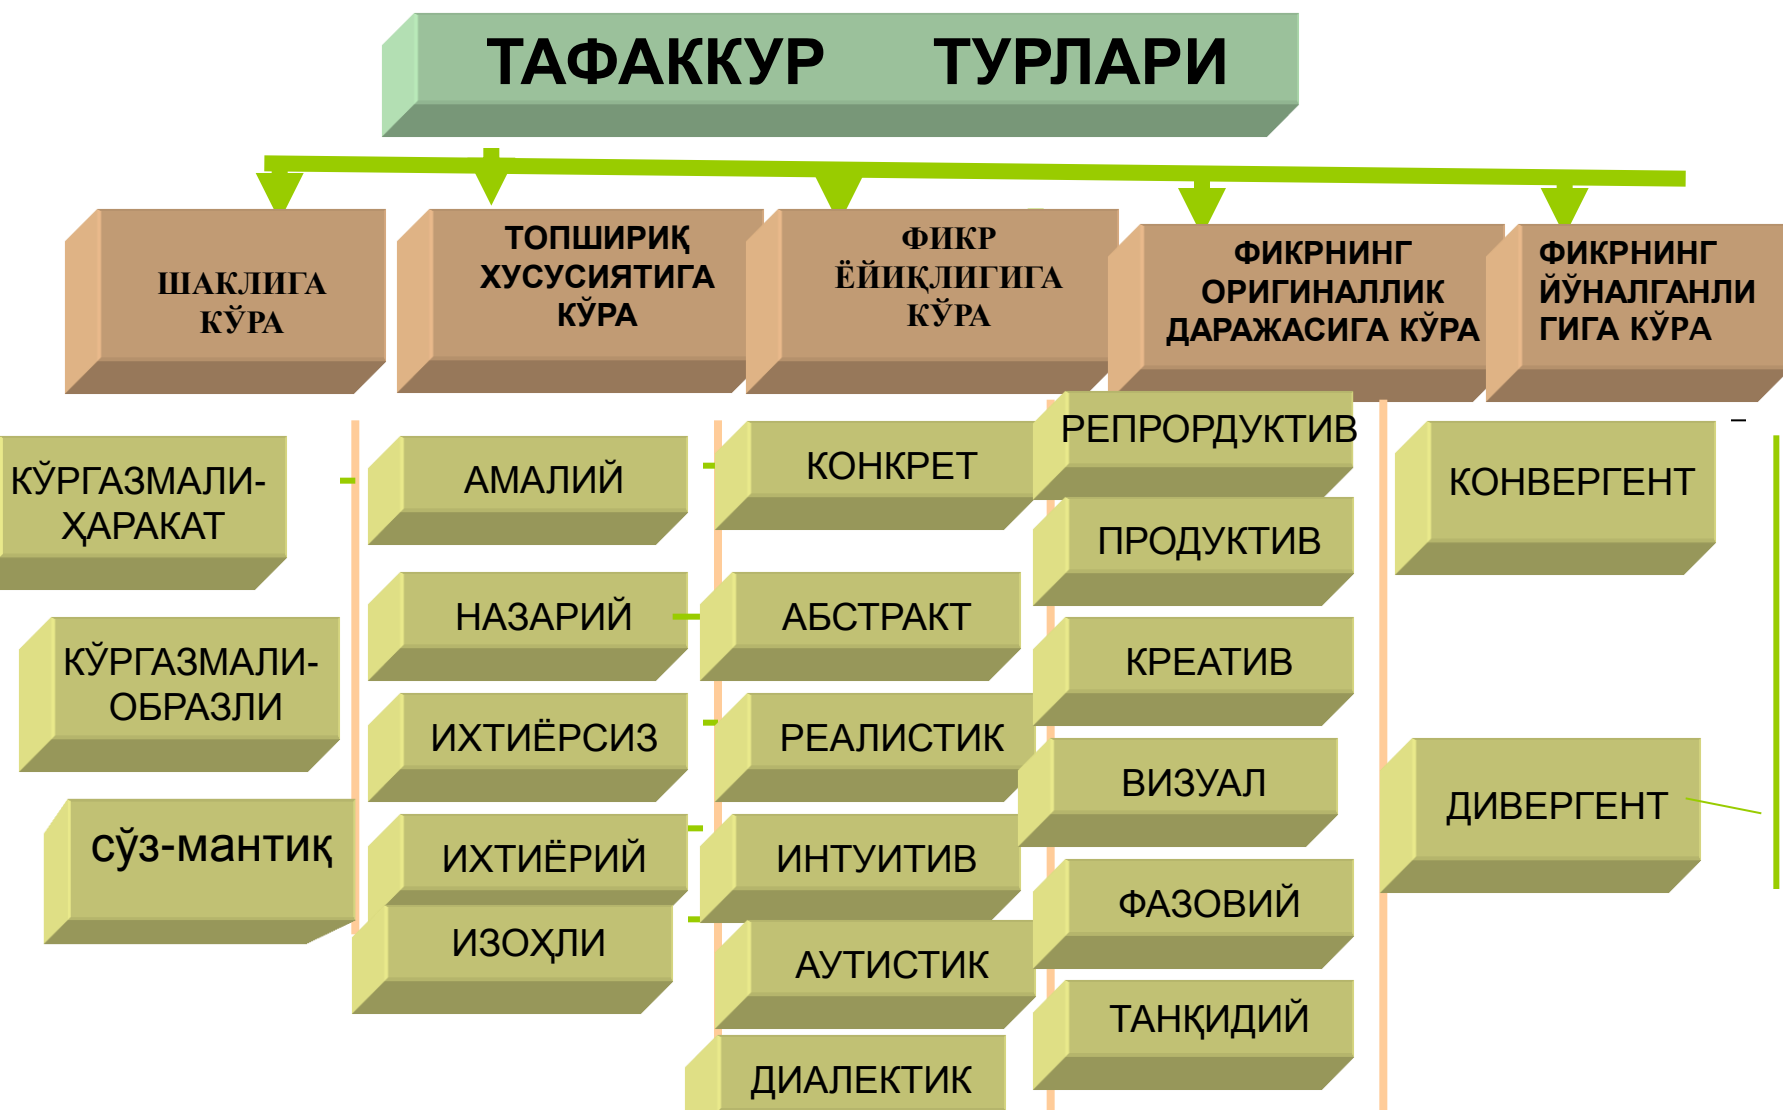 ТАФАККУР ТУРЛАРИ
ШАКЛИГА
КЎРА
ТОПШИРИҚ
ХУСУСИЯТИГА
КЎРА
ФИКР
ЁЙИҚЛИГИГА
КЎРА
ФИКРНИНГ
ОРИГИНАЛЛИК
ДАРАЖАСИГА КЎРА
ФИКРНИНГ
ЙЎНАЛГАНЛИ
ГИГА КЎРА
КЎРГАЗМАЛИ-
ҲАРАКАТ
КЎРГАЗМАЛИ-
ОБРАЗЛИ
сўз-мантиқ
АМАЛИЙ
НАЗАРИЙ
ИХТИЁРСИЗ
ИХТИЁРИЙ
ИЗОҲЛИ
КОНКРЕТ
АБСТРАКТ
РЕАЛИСТИК
ИНТУИТИВ
АУТИСТИК
ДИАЛЕКТИК
РЕПРОРДУКТИВ
ПРОДУКТИВ
КРЕАТИВ
ВИЗУАЛ
ФАЗОВИЙ
ТАНҚИДИЙ
КОНВЕРГЕНТ
ДИВЕРГЕНТ